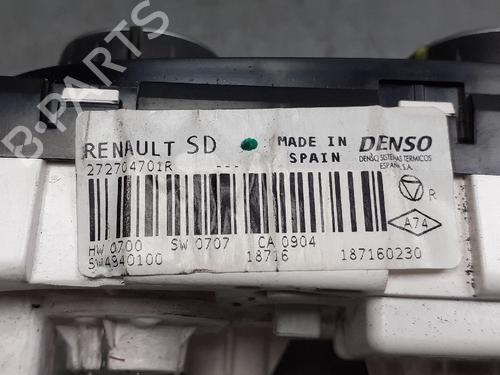 B-PARTS
RENAULT SD
MADE IN SPAIN
DENSO
DENSO SISTEMAS TERMICOS
ESPAÑA, S.A.
272704701R ---
R
A74
HW 0700 SW 0707 CA 0904
SW4940100 18716 187160230